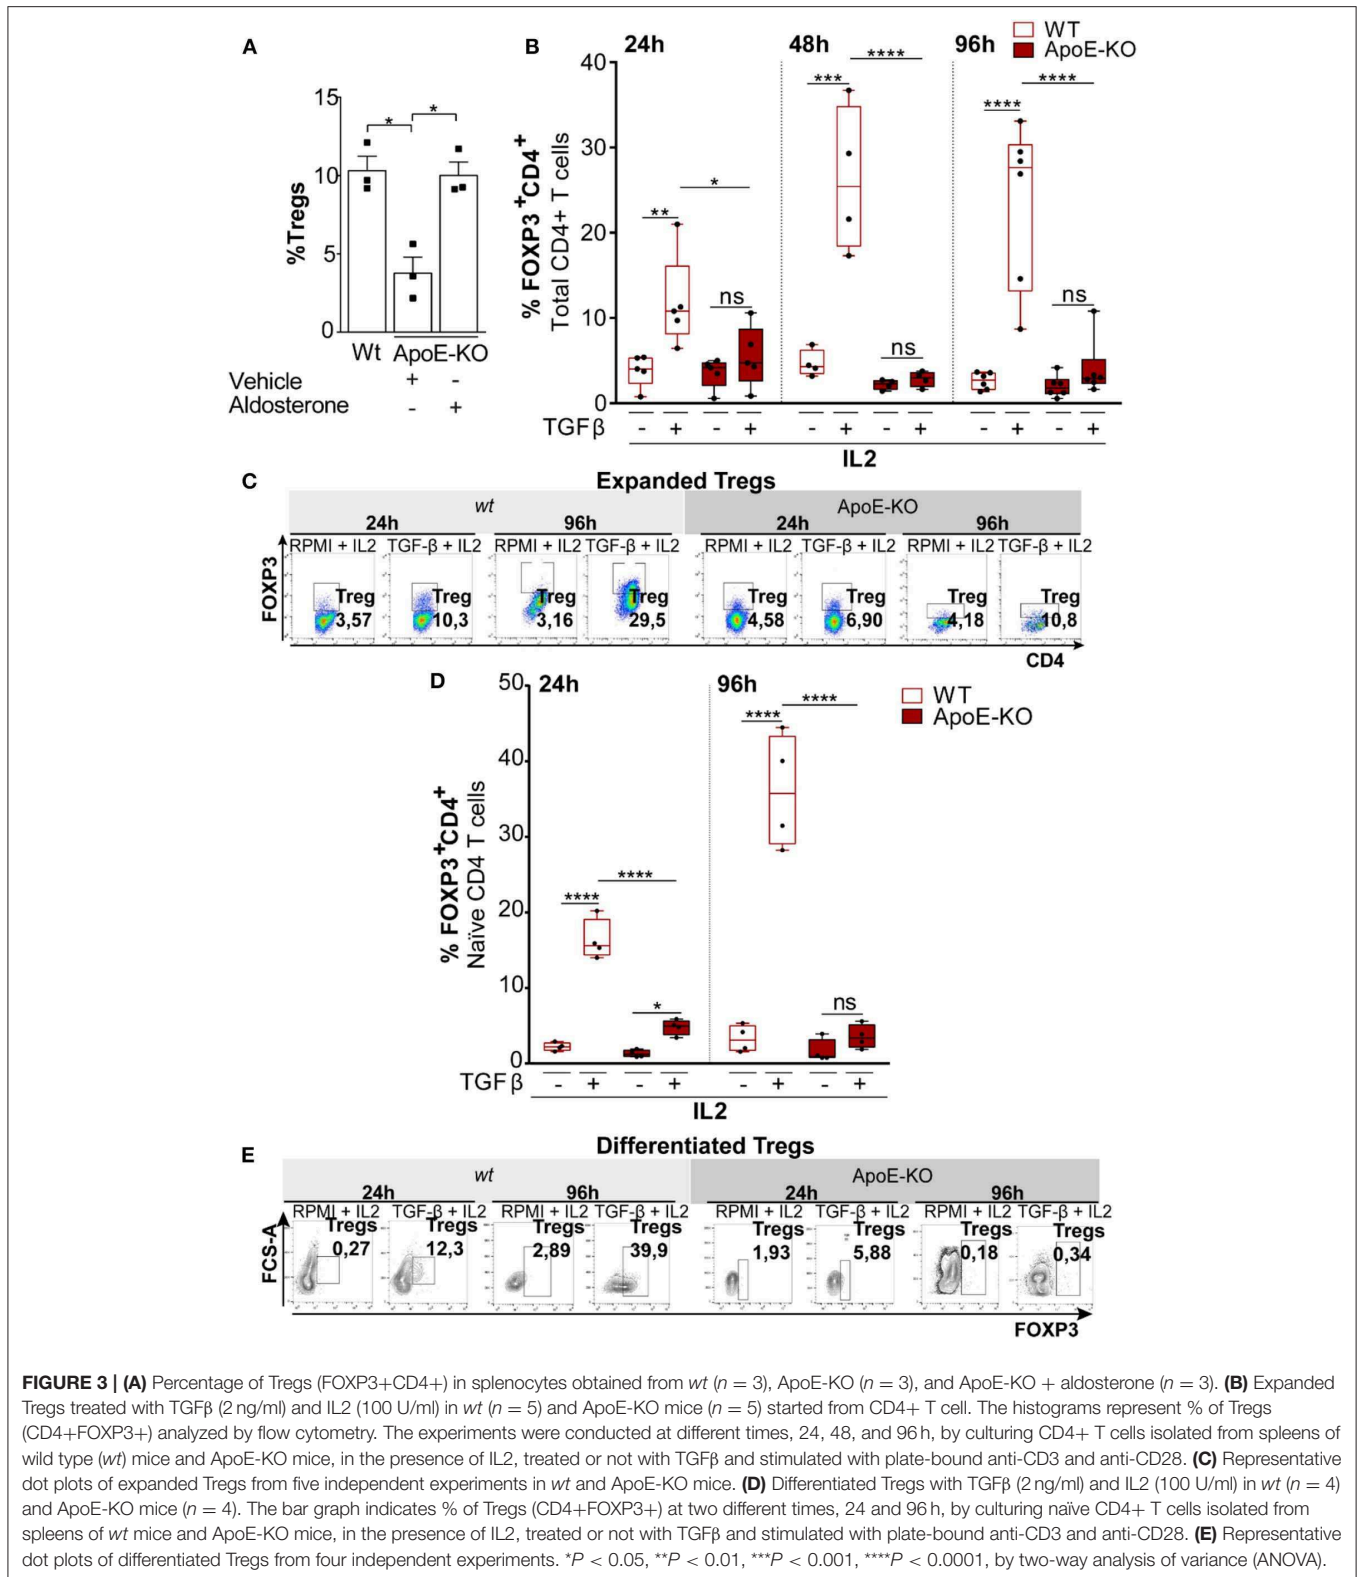 A
15
10
5
0
%Tregs
*
*
Wt ApoE-KO
Vehicle + -
Aldosterone - +
B
WT
ApoE-KO
24h 48h 96h
40
30
20
10
0
% FOXP3+CD4+
Total CD4+ T cells
** * ns
*** **** ns
**** **** ns
TGFβ - + - + - + - + - + - +
IL2
C
Expanded Tregs
wt ApoE-KO
24h 96h 24h 96h
RPMI + IL2 TGF-β + IL2 RPMI + IL2 TGF-β + IL2 RPMI + IL2 TGF-β + IL2 RPMI + IL2 TGF-β + IL2
FOXP3
Treg Treg Treg Treg Treg Treg Treg Treg
3,57 10,3 3,16 29,5 4,58 6,90 4,18 10,8
CD4
D
24h 96h
WT
ApoE-KO
50
40
30
20
10
0
% FOXP3+CD4+
Naïve CD4 T cells
**** **** *
**** **** ns
TGFβ - + - + - + - +
IL2
Differentiated Tregs
E
wt ApoE-KO
24h 96h 24h 96h
RPMI + IL2 TGF-β + IL2 RPMI + IL2 TGF-β + IL2 RPMI + IL2 TGF-β + IL2 RPMI + IL2 TGF-β + IL2
Tregs Tregs Tregs Tregs Tregs Tregs Tregs Tregs
0,27 12,3 2,89 39,9 1,93 5,88 0,18 0,34
FCS-A
FOXP3
FIGURE 3 | (A) Percentage of Tregs (FOXP3+CD4+) in splenocytes obtained from wt (n = 3), ApoE-KO (n = 3), and ApoE-KO + aldosterone (n = 3). (B) Expanded
Tregs treated with TGFβ (2 ng/ml) and IL2 (100 U/ml) in wt (n = 5) and ApoE-KO mice (n = 5) started from CD4+ T cell. The histograms represent % of Tregs
(CD4+FOXP3+) analyzed by flow cytometry. The experiments were conducted at different times, 24, 48, and 96 h, by culturing CD4+ T cells isolated from spleens of
wild type (wt) mice and ApoE-KO mice, in the presence of IL2, treated or not with TGFβ and stimulated with plate-bound anti-CD3 and anti-CD28. (C) Representative
dot plots of expanded Tregs from five independent experiments in wt and ApoE-KO mice. (D) Differentiated Tregs with TGFβ (2 ng/ml) and IL2 (100 U/ml) in wt (n = 4)
and ApoE-KO mice (n = 4). The bar graph indicates % of Tregs (CD4+FOXP3+) at two different times, 24 and 96 h, by culturing naïve CD4+ T cells isolated from
spleens of wt mice and ApoE-KO mice, in the presence of IL2, treated or not with TGFβ and stimulated with plate-bound anti-CD3 and anti-CD28. (E) Representative
dot plots of differentiated Tregs from four independent experiments. *P < 0.05, **P < 0.01, ***P < 0.001, ****P < 0.0001, by two-way analysis of variance (ANOVA).